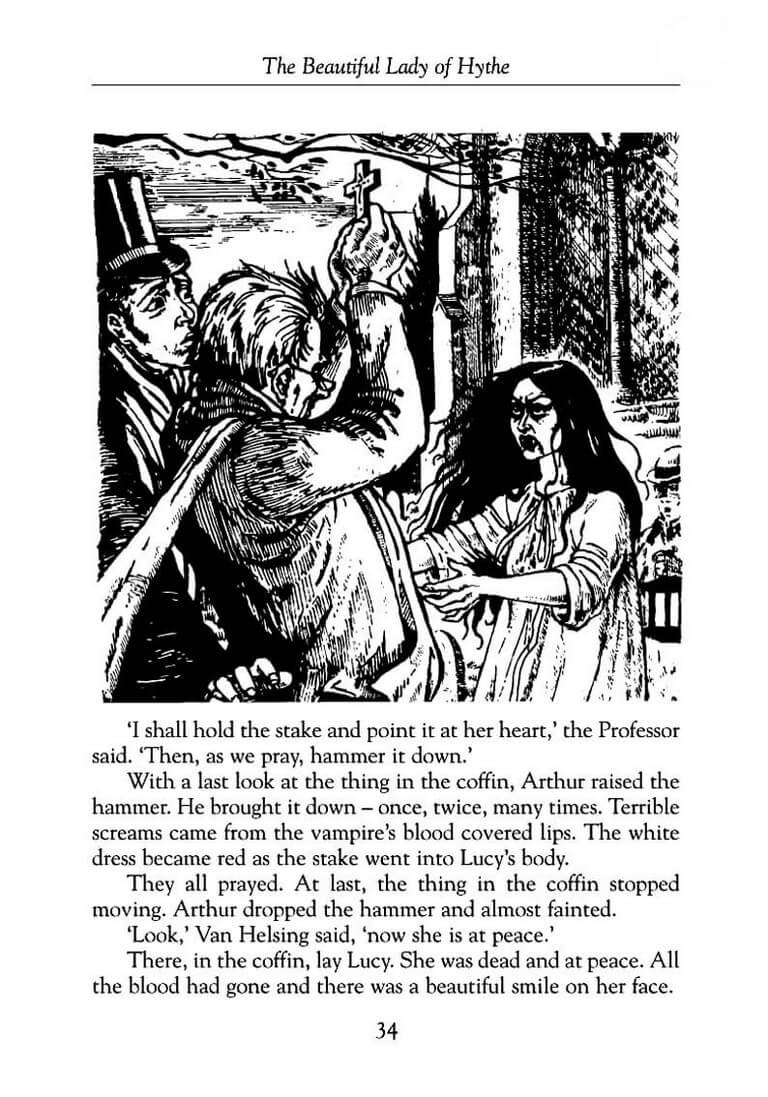 The Beautiful Lady of Hythe
‘I shall hold the stake and point it at her heart,’ the Professor
said. ‘Then, as we pray, hammer it down.’
With a last look at the thing in the coffin, Arthur raised the
hammer. He brought it down – once, twice, many times. Terrible
screams came from the vampire’s blood covered lips. The white
dress became red as the stake went into Lucy’s body.
They all prayed. At last, the thing in the coffin stopped
moving. Arthur dropped the hammer and almost fainted.
‘Look,’ Van Helsing said, ‘now she is at peace.’
There, in the coffin, lay Lucy. She was dead and at peace. All
the blood had gone and there was a beautiful smile on her face.
34